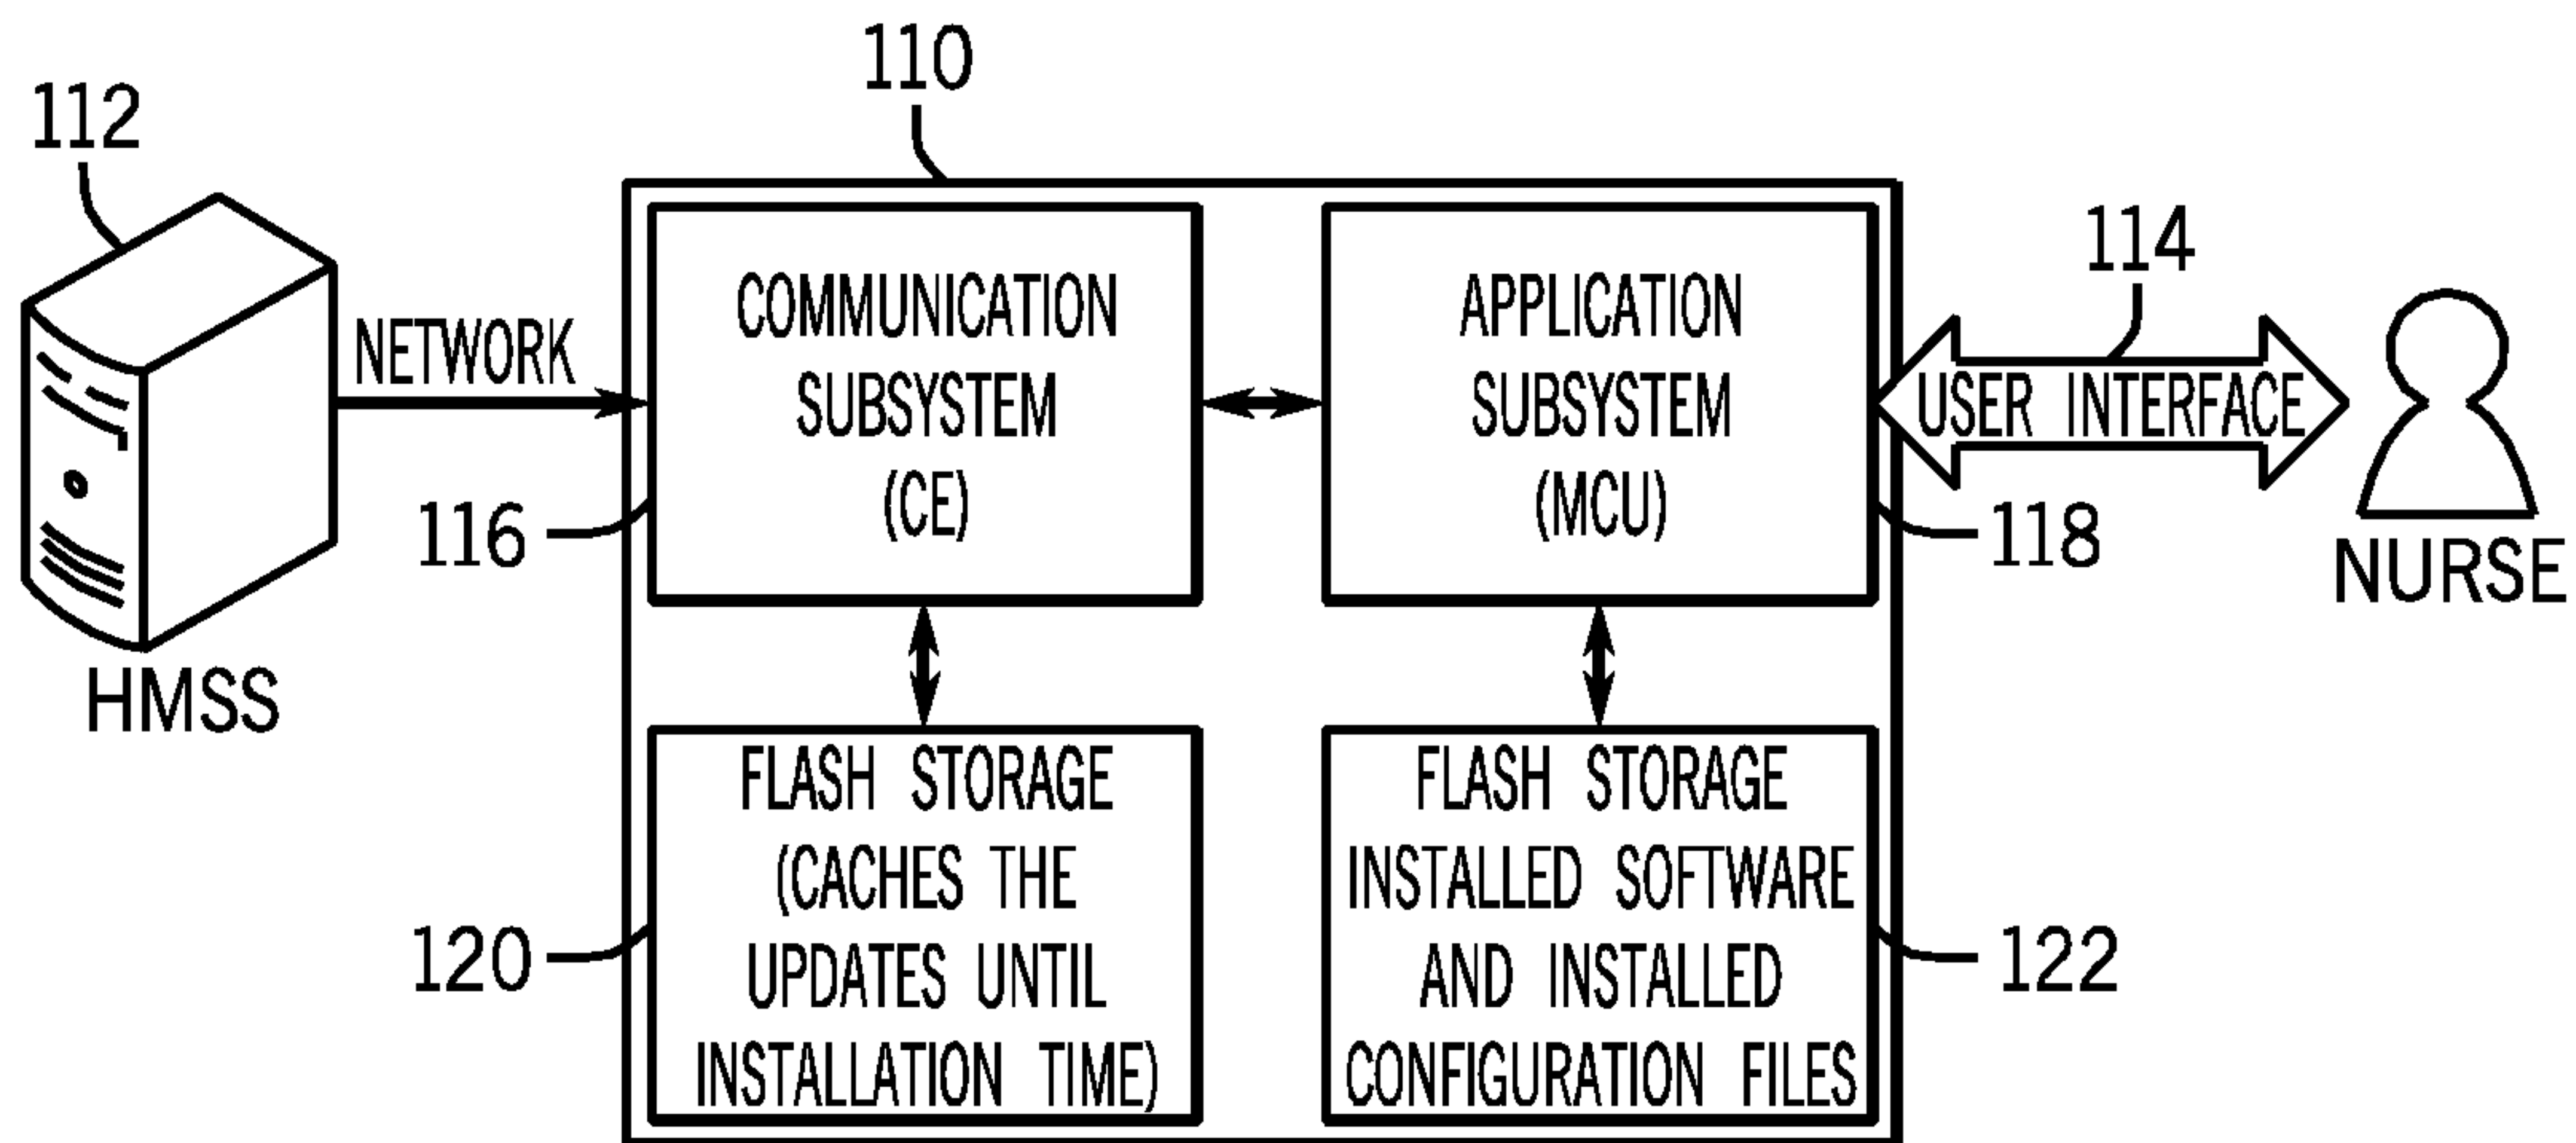 110
112
114
NETWORK
COMMUNICATION
SUBSYSTEM
(CE)
APPLICATION
SUBSYSTEM
(MCU)
USER INTERFACE
116
118
NURSE
HMSS
FLASH STORAGE
(CACHES THE
UPDATES UNTIL
INSTALLATION TIME)
FLASH STORAGE
INSTALLED SOFTWARE
AND INSTALLED
CONFIGURATION FILES
120
122